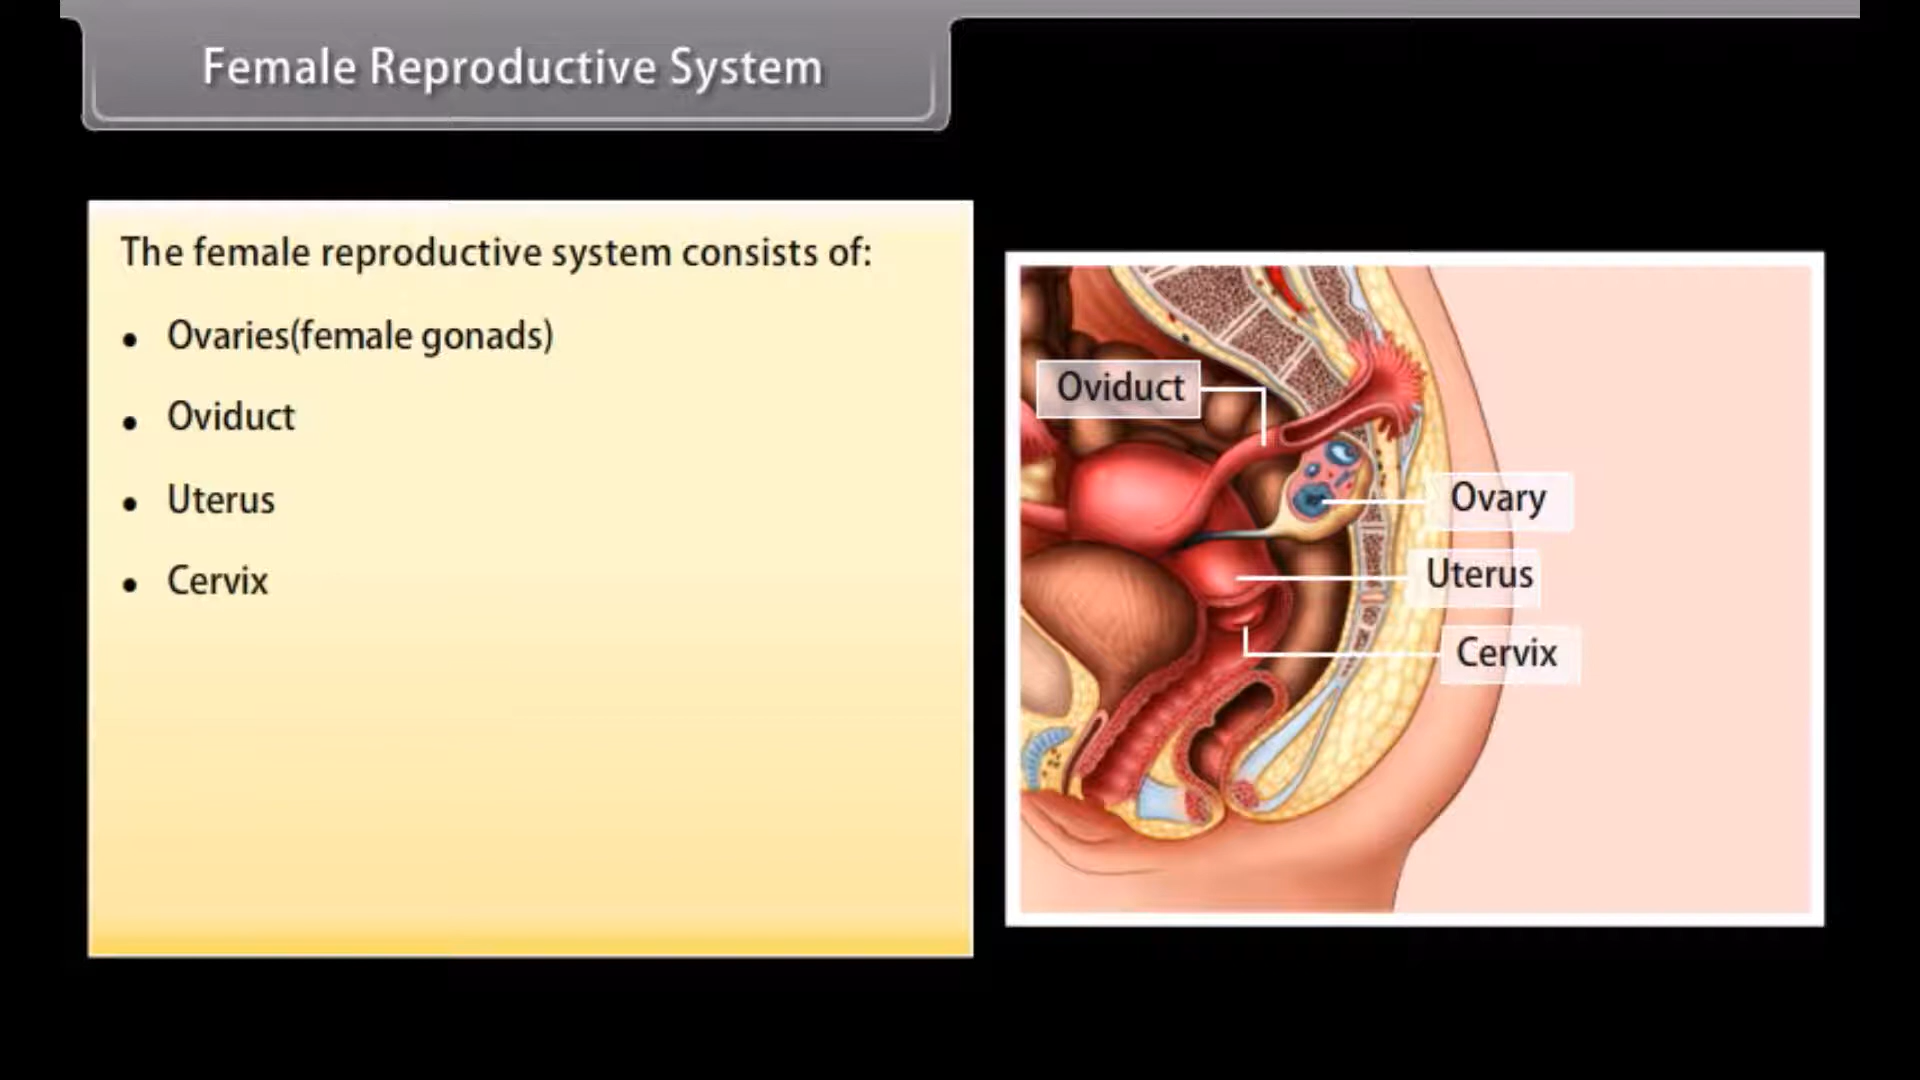 Female Reproductive System
The female reproductive system consists of:
• Ovaries(female gonads)
• Oviduct
• Uterus
• Cervix
Oviduct
Ovary
Uterus
Cervix